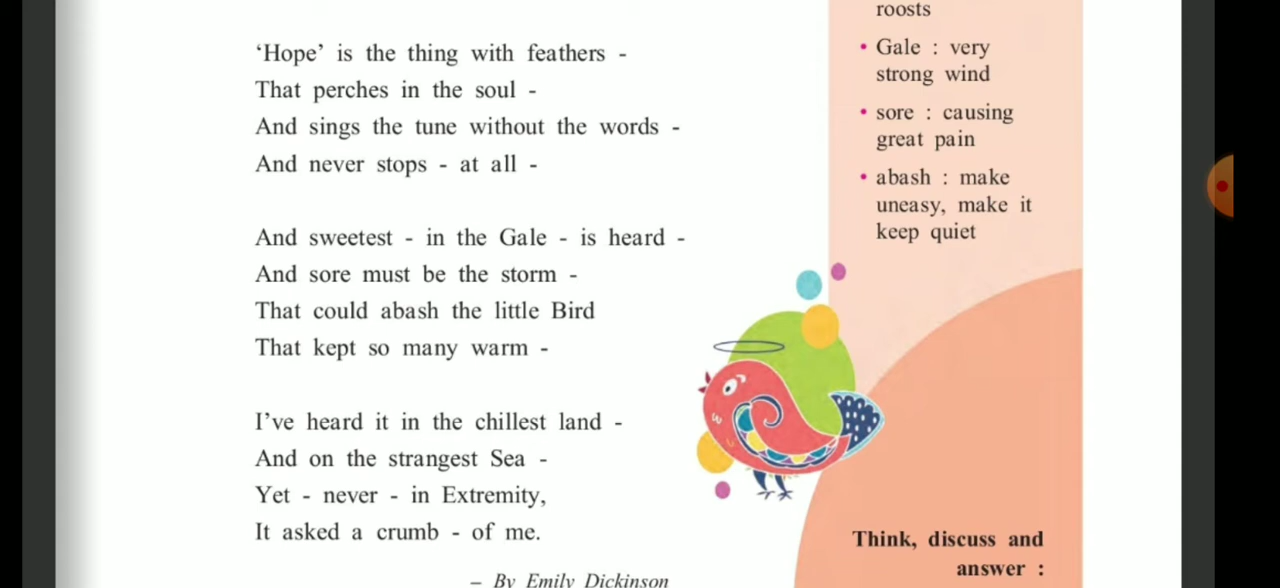 ‘Hope’ is the thing with feathers -
That perches in the soul -
And sings the tune without the words -
And never stops - at all -
And sweetest - in the Gale - is heard -
And sore must be the storm -
That could abash the little Bird
That kept so many warm -
I’ve heard it in the chillest land -
And on the strangest Sea -
Yet - never - in Extremity,
It asked a crumb - of me.
– By Emily Dickinson
roosts
• Gale : very
strong wind
• sore : causing
great pain
• abash : make
uneasy, make it
keep quiet
Think, discuss and
answer :